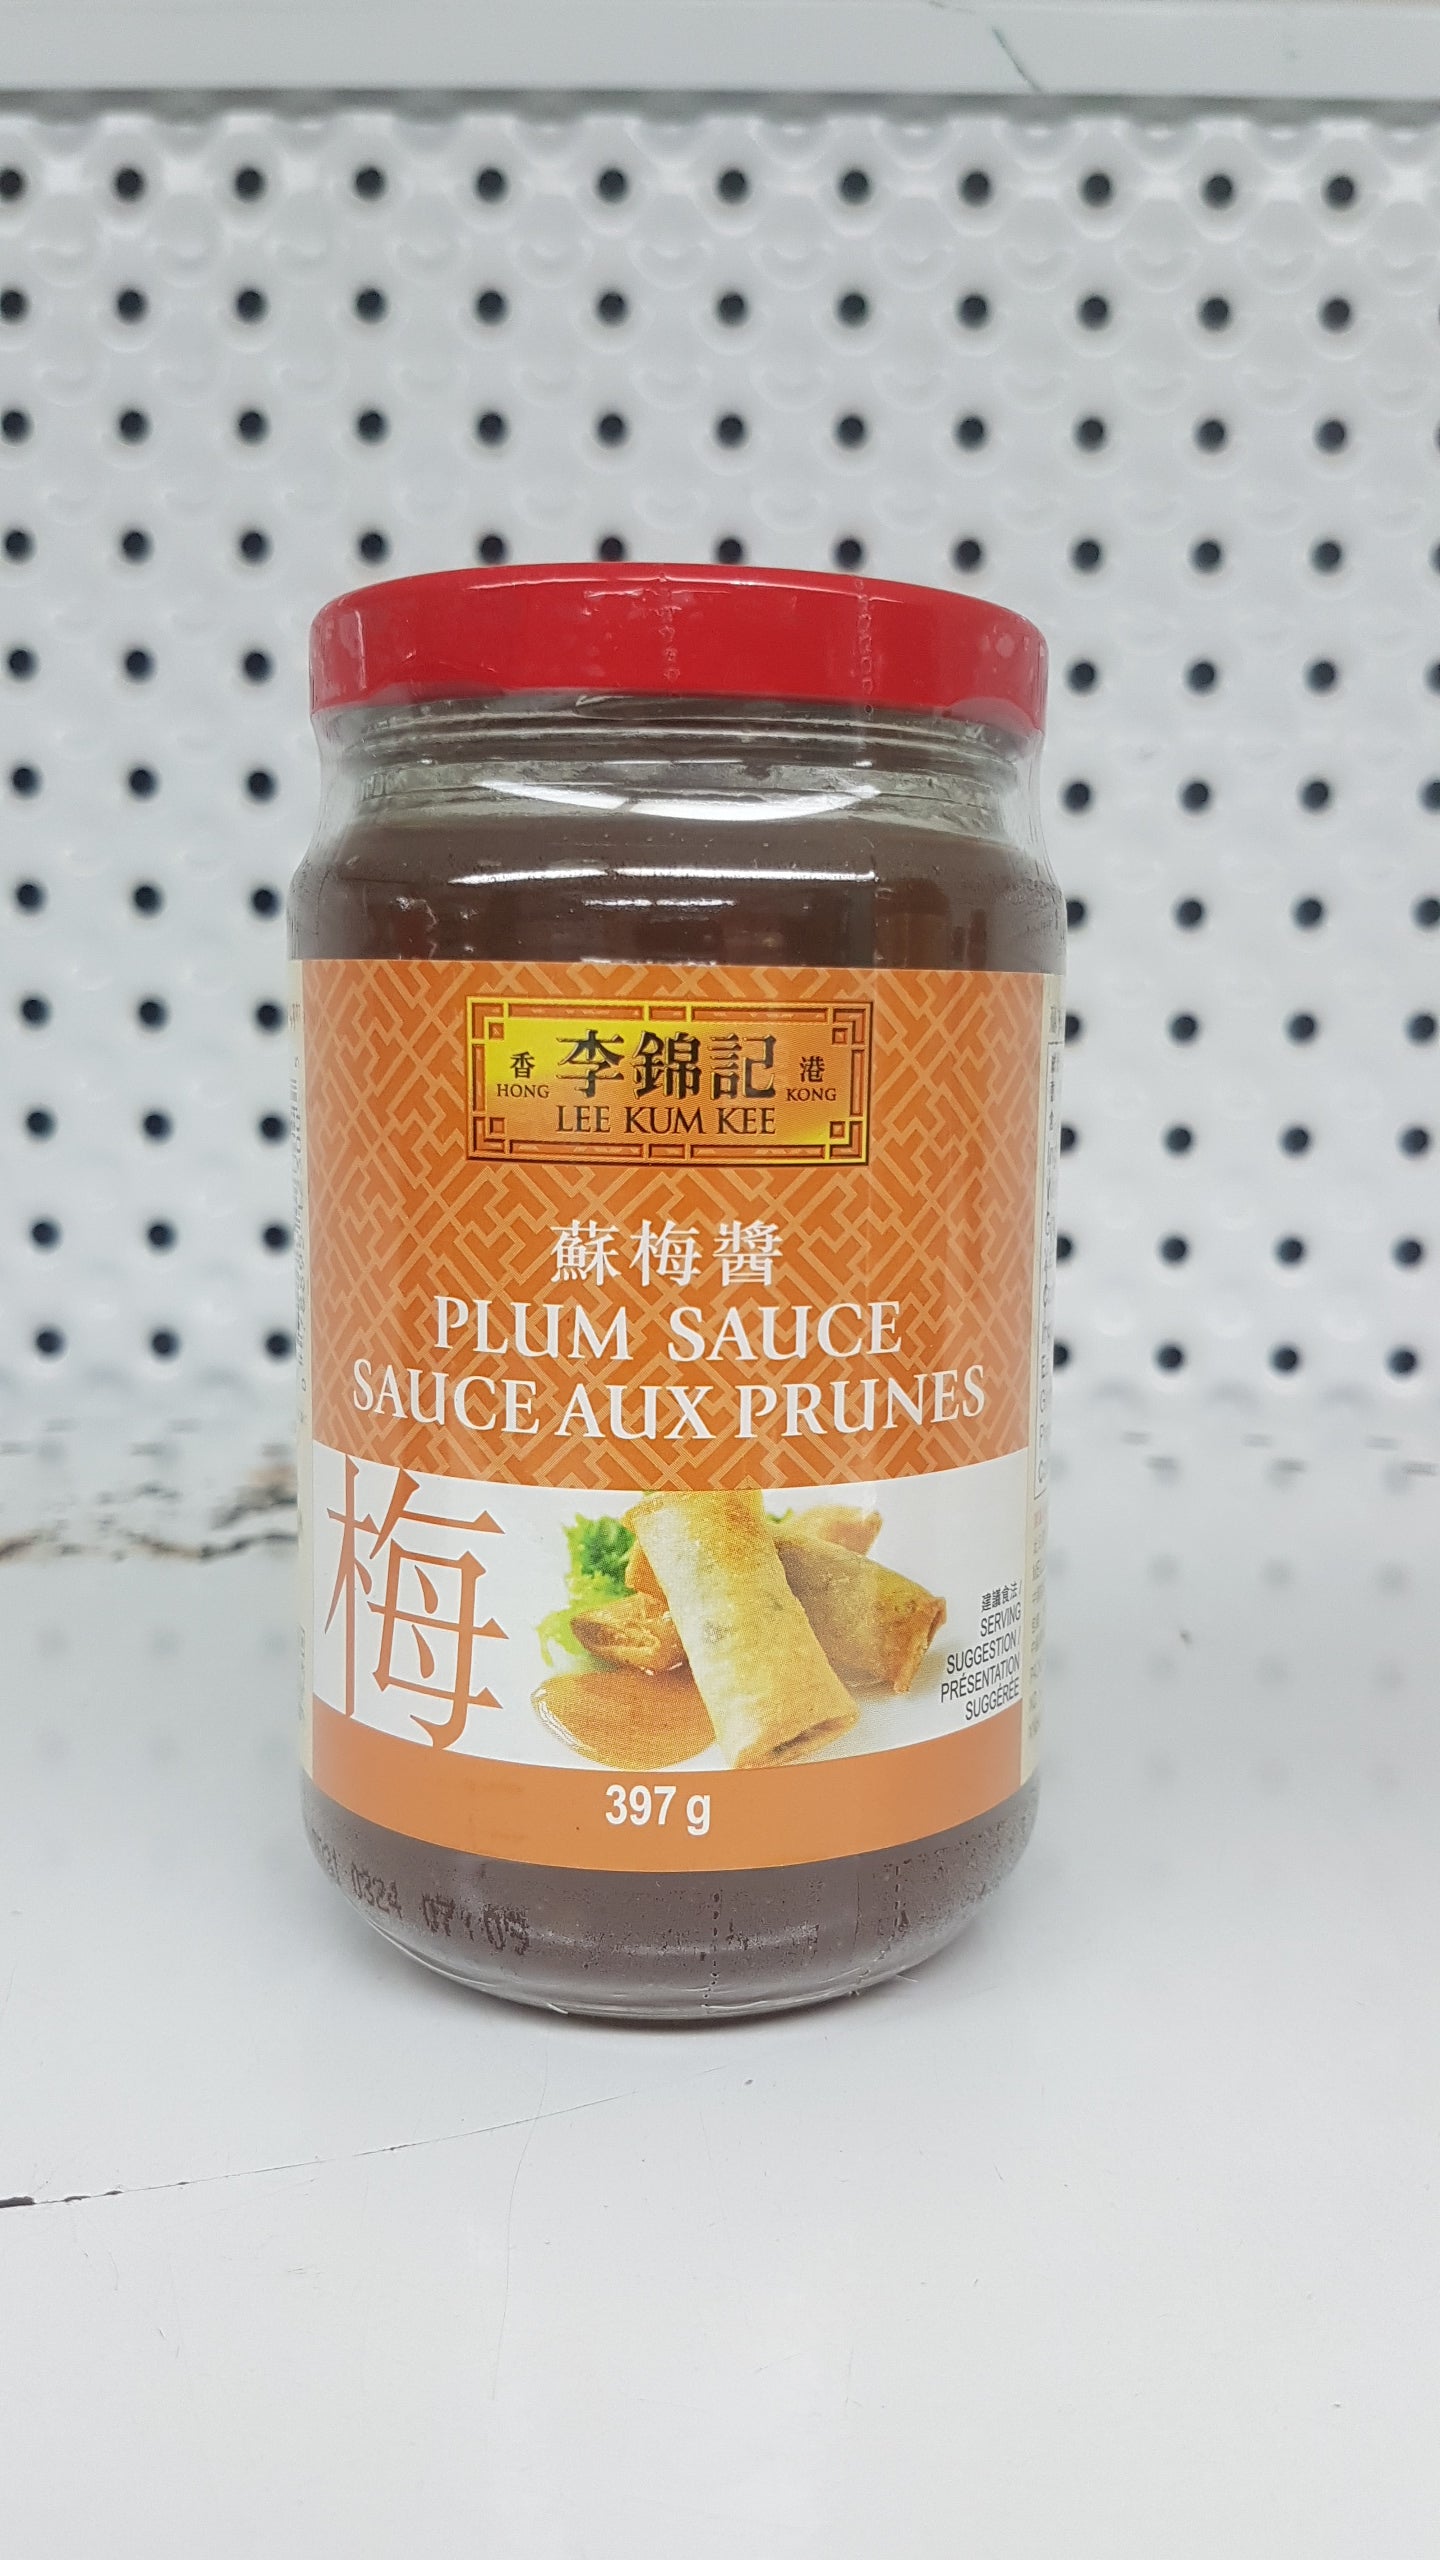 香 李錦記 港
HONG KONG
LEE KUM KEE
蘇梅醬
PLUM SAUCE
SAUCE AUX PRUNES
梅
建議食法/
SERVING
SUGGESTION/
PRÉSENTATION
SUGGÉRÉE
397 g
0324